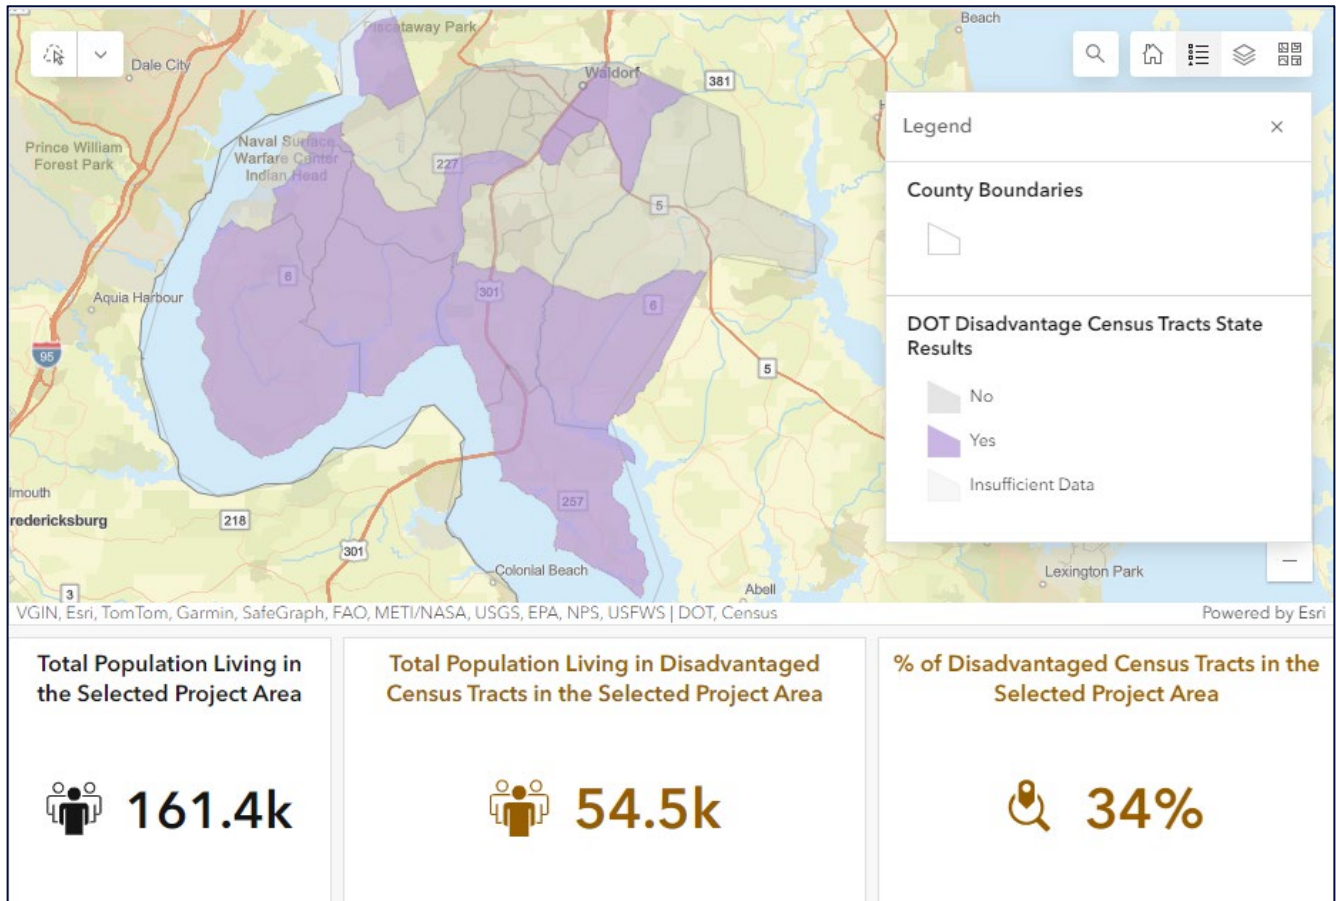 Piscataway Park
Beach
Dale City
Waldorf
381
Prince William
Forest Park
Naval Surface
Warfare Center
Indian Head
227
5
6
301
6
Aquia Harbour
95
5
lmouth
redericksburg
218
257
301
Colonial Beach
3
Abell
Lexington Park
Legend
County Boundaries
DOT Disadvantage Census Tracts State
Results
No
Yes
Insufficient Data
VGIN, Esri, TomTom, Garmin, SafeGraph, FAO, METI/NASA, USGS, EPA, NPS, USFWS | DOT, Census
Powered by Esri
Total Population Living in
the Selected Project Area
161.4k
Total Population Living in Disadvantaged
Census Tracts in the Selected Project Area
54.5k
% of Disadvantaged Census Tracts in the
Selected Project Area
34%